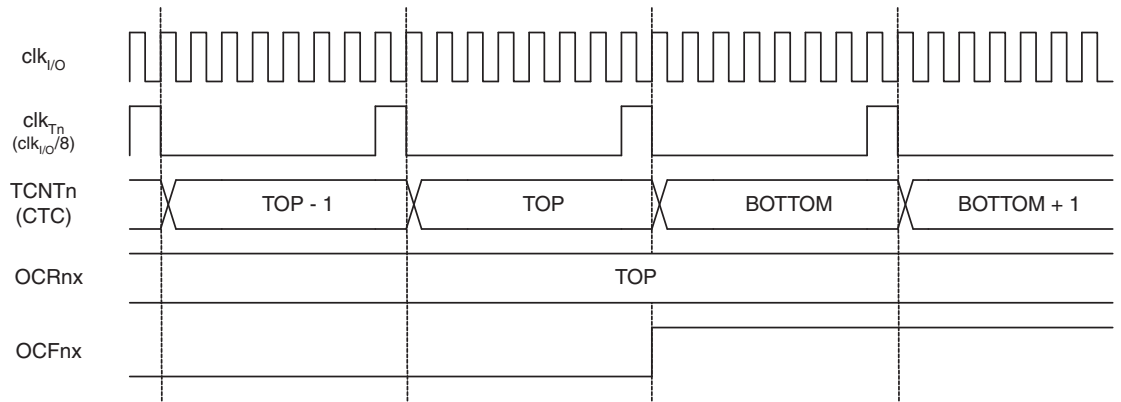 clkI/O
clkTn
(clkI/O/8)
TCNTn
(CTC)
TOP - 1
TOP
BOTTOM
BOTTOM + 1
OCRnx
TOP
OCFnx